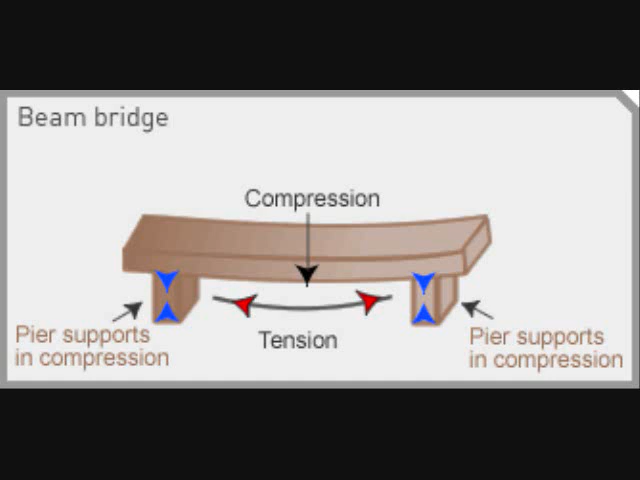 Beam bridge
Compression
Tension
Pier supports
in compression
Pier supports
in compression